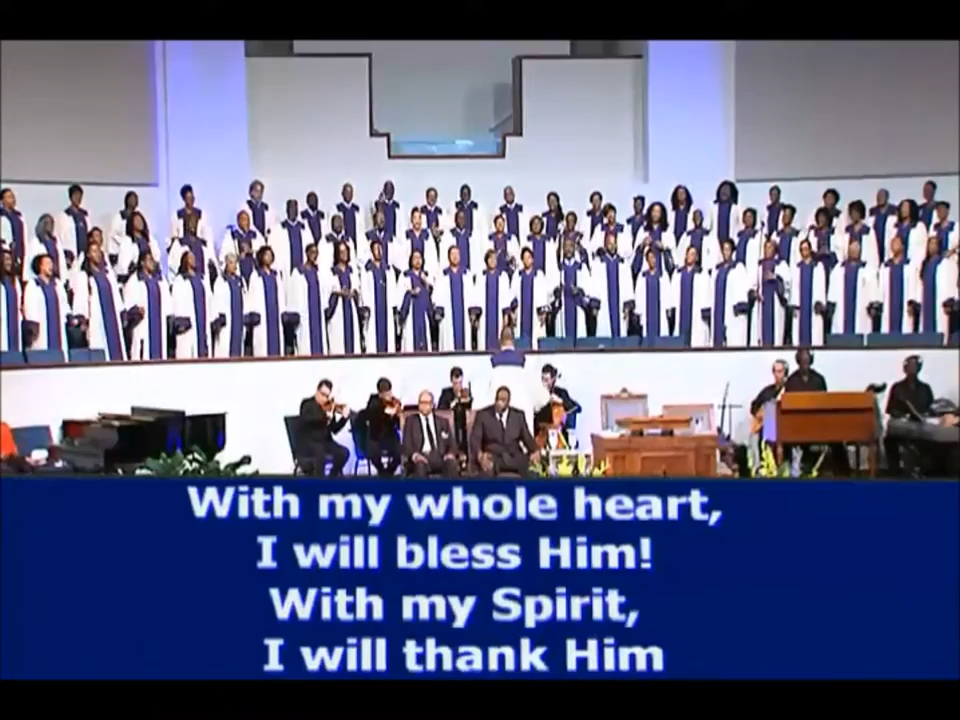 With my whole heart,
I will bless Him!
With my Spirit,
I will thank Him